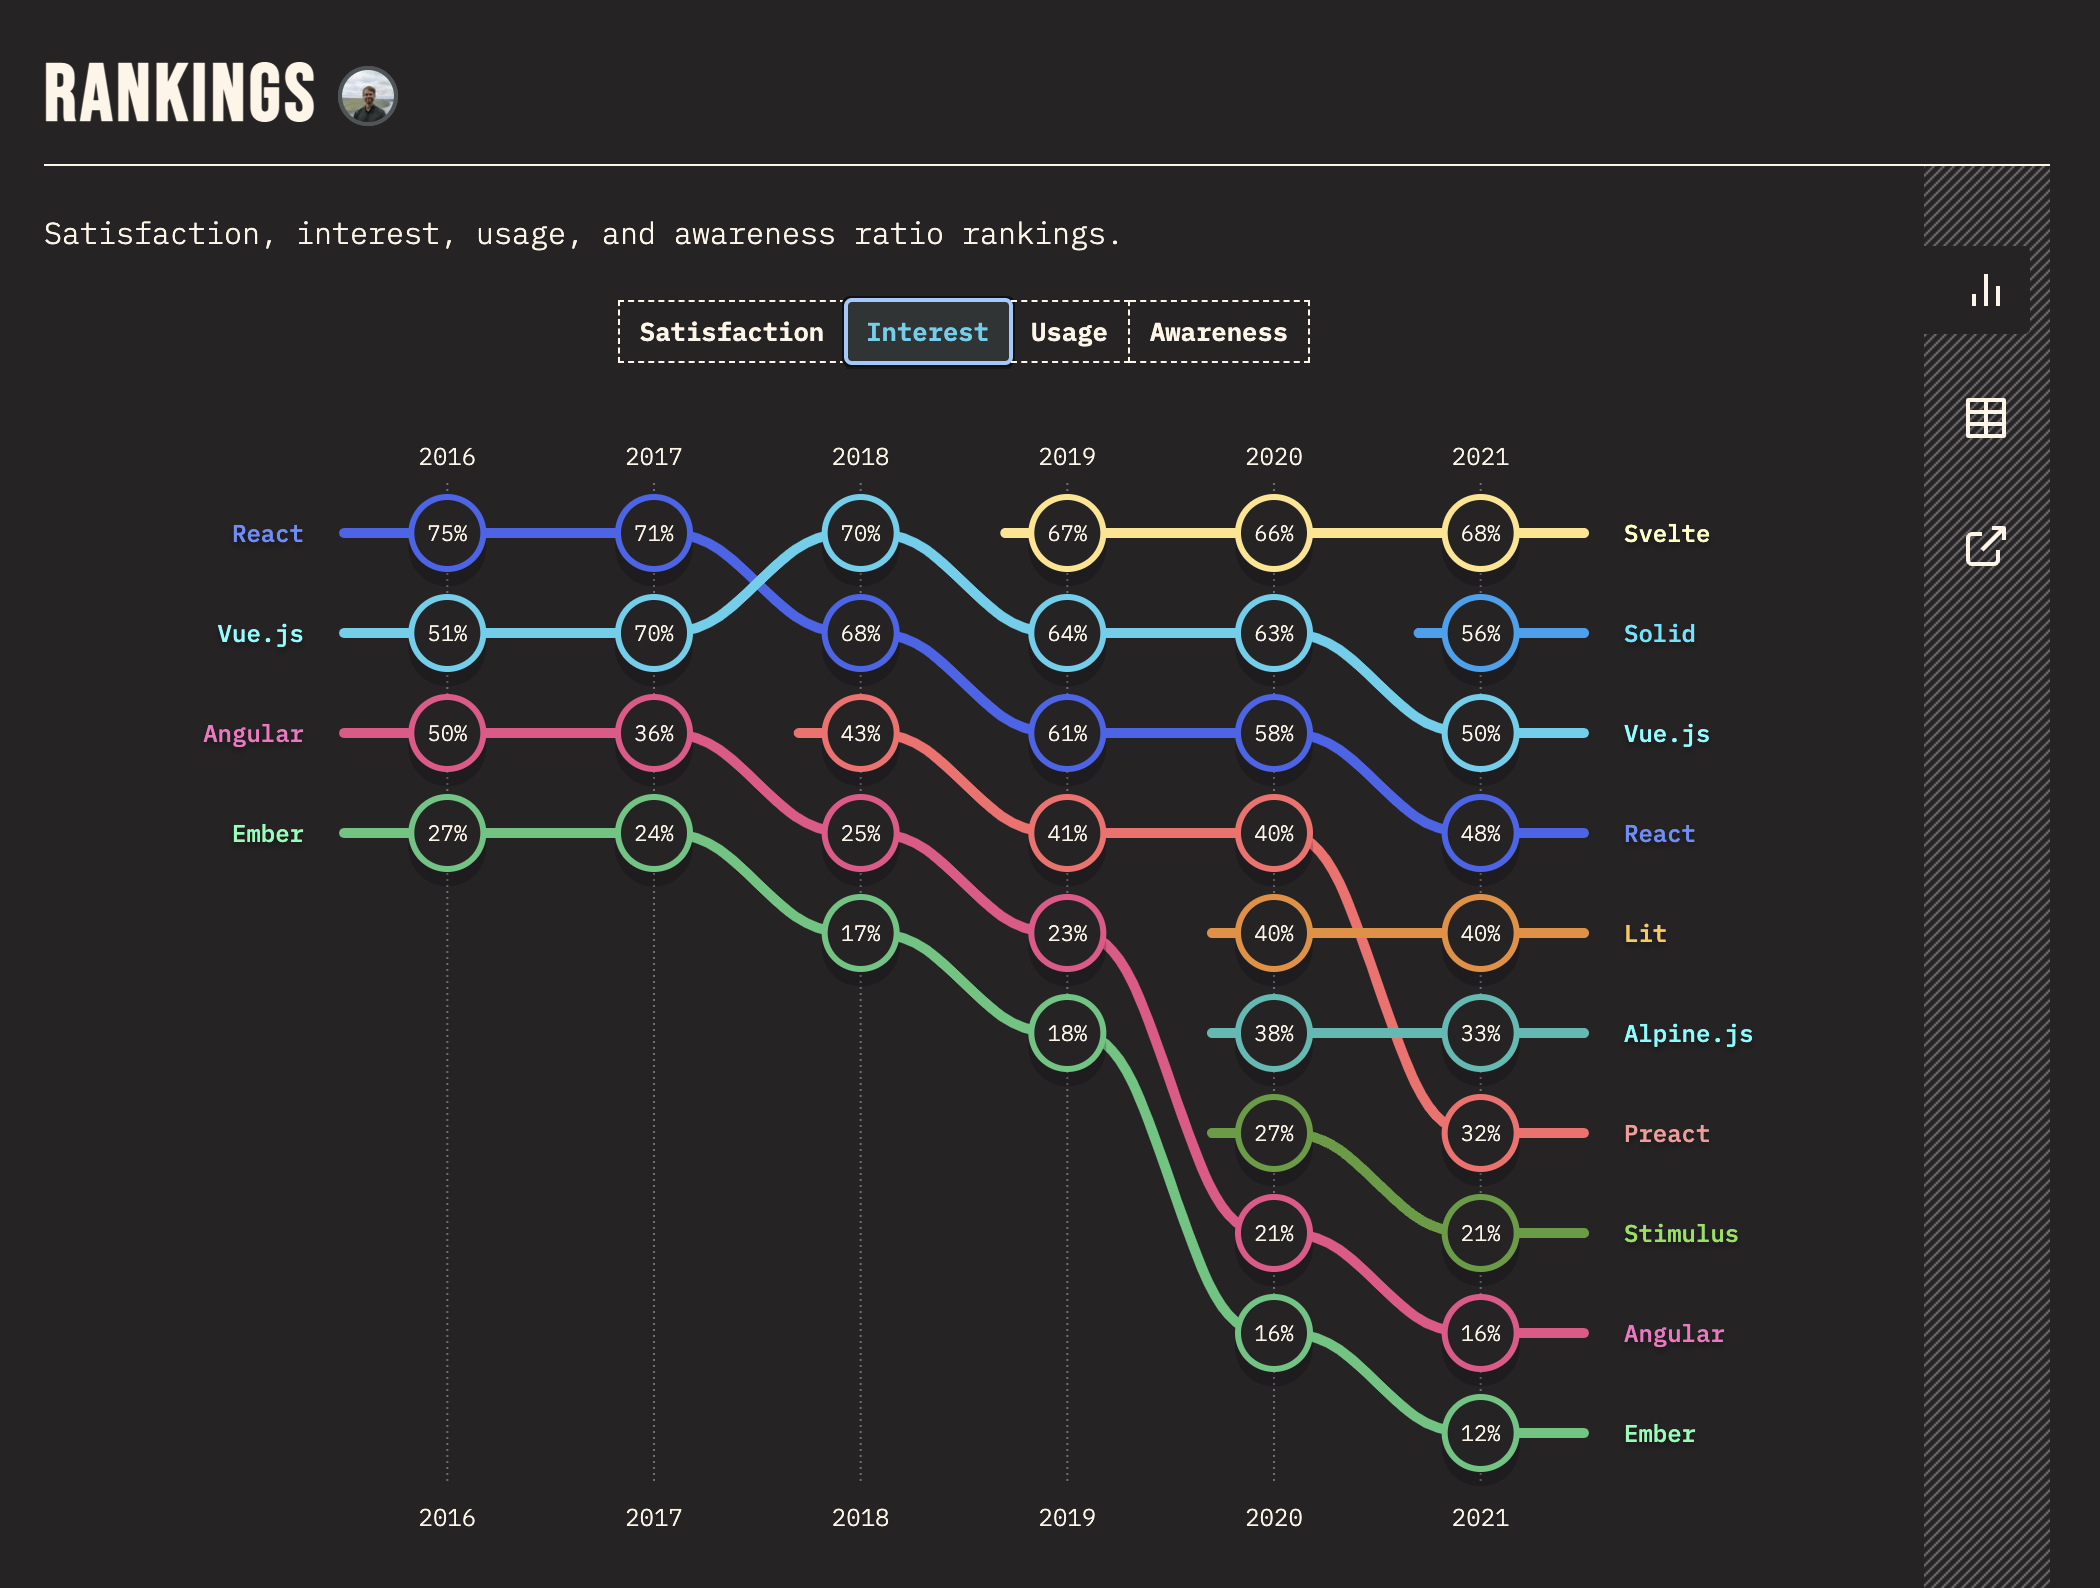 RANKINGS
Satisfaction, interest, usage, and awareness ratio rankings.
Satisfaction Interest Usage Awareness
2016 2017 2018 2019 2020 2021
React 75% 71% 70% 67% 66% 68% Svelte
Vue.js 51% 70% 68% 64% 63% 56% Solid
Angular 50% 36% 43% 61% 58% 50% Vue.js
Ember 27% 24% 25% 41% 40% 48% React
17% 23% 40% 40% Lit
18% 38% 33% Alpine.js
27% 32% Preact
21% 21% Stimulus
16% 16% Angular
12% Ember
2016 2017 2018 2019 2020 2021